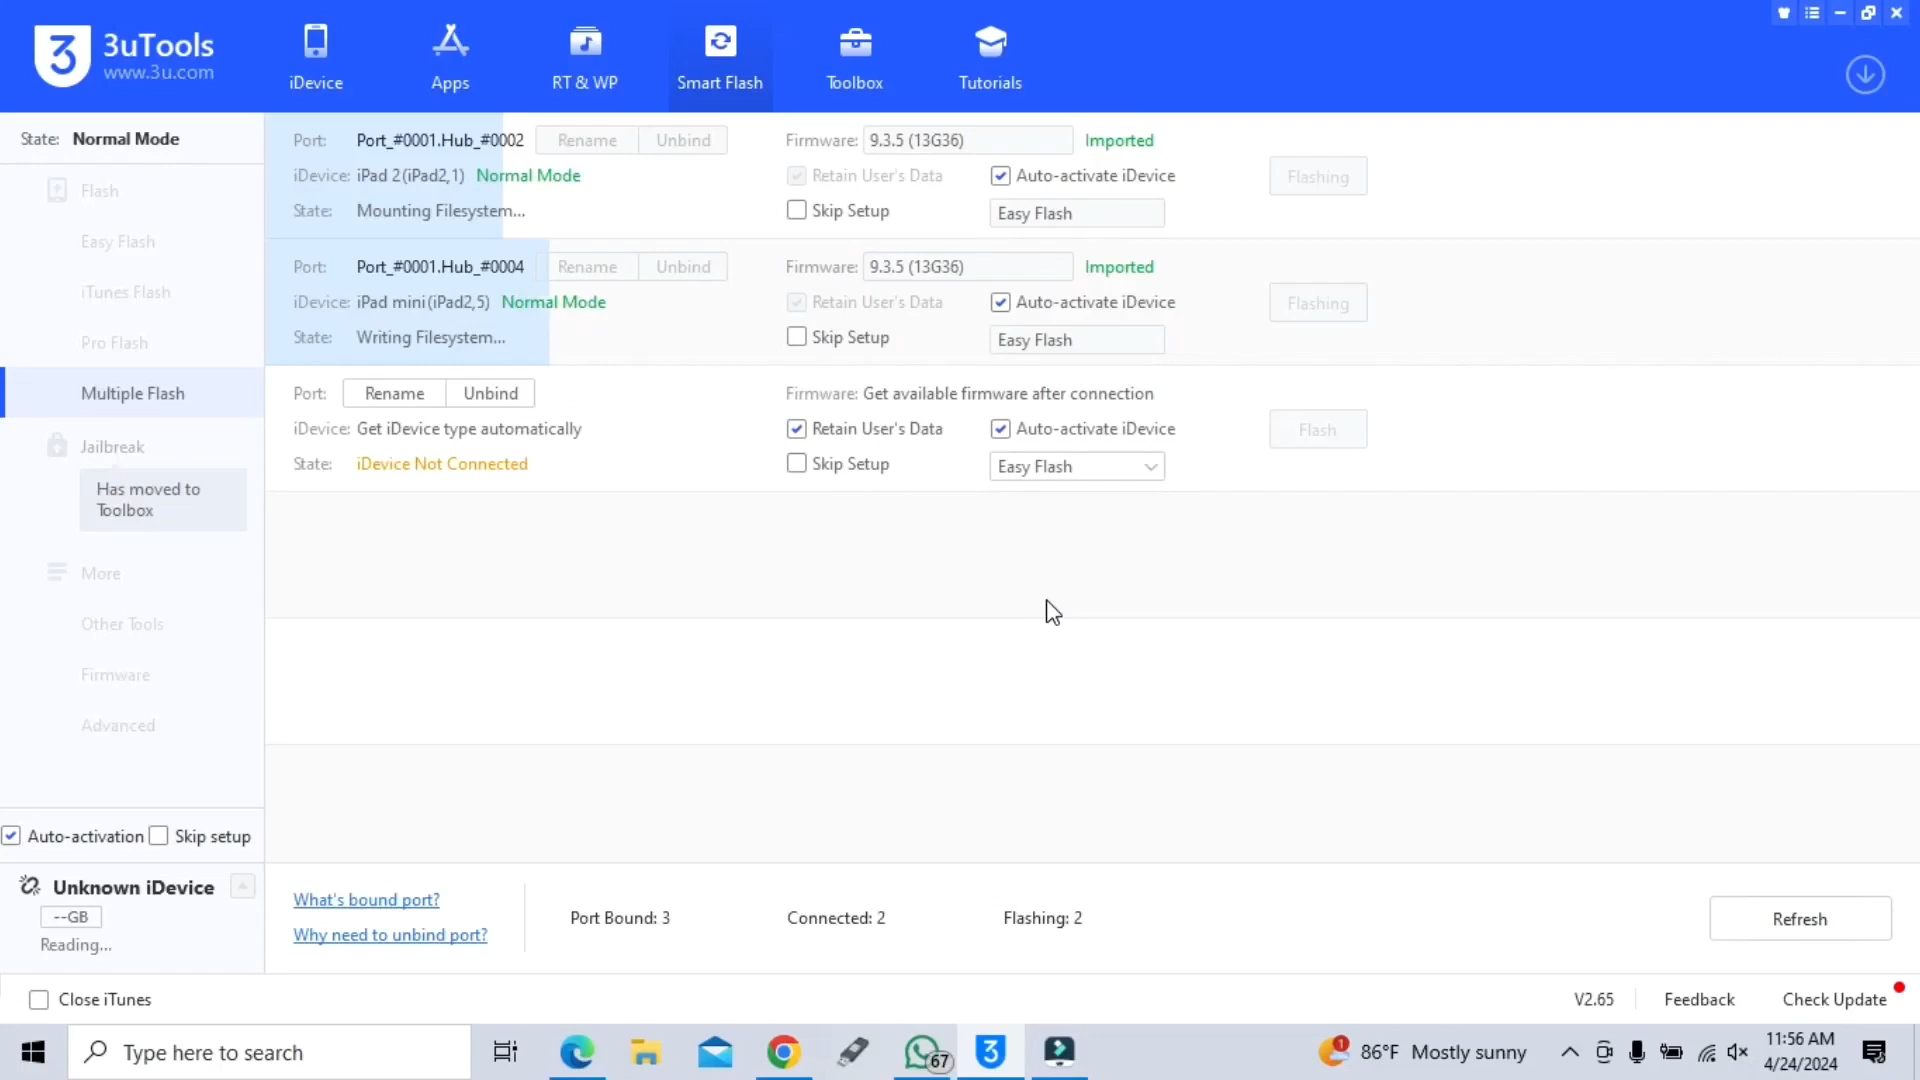 3uTools
www.3u.com
iDevice
Apps
RT & WP
Smart Flash
Toolbox
Tutorials
State: Normal Mode
Flash
Easy Flash
iTunes Flash
Pro Flash
Multiple Flash
Jailbreak
Has moved to
Toolbox
More
Other Tools
Firmware
Advanced
Auto-activation Skip setup
Unknown iDevice
--GB
Reading...
Port: Port_#0001.Hub_#0002 Rename Unbind Firmware: 9.3.5 (13G36) Imported
iDevice: iPad 2(iPad2,1) Normal Mode Retain User's Data Auto-activate iDevice Flashing
State: Mounting Filesystem... Skip Setup Easy Flash
Port: Port_#0001.Hub_#0004 Rename Unbind Firmware: 9.3.5 (13G36) Imported
iDevice: iPad mini(iPad2,5) Normal Mode Retain User's Data Auto-activate iDevice Flashing
State: Writing Filesystem... Skip Setup Easy Flash
Port: Rename Unbind Firmware: Get available firmware after connection
iDevice: Get iDevice type automatically Retain User's Data Auto-activate iDevice Flash
State: iDevice Not Connected Skip Setup Easy Flash
What's bound port?
Why need to unbind port?
Port Bound: 3 Connected: 2 Flashing: 2
Refresh
Close iTunes
V2.65 Feedback Check Update
Type here to search
67
3
1
86°F Mostly sunny
11:56 AM
4/24/2024